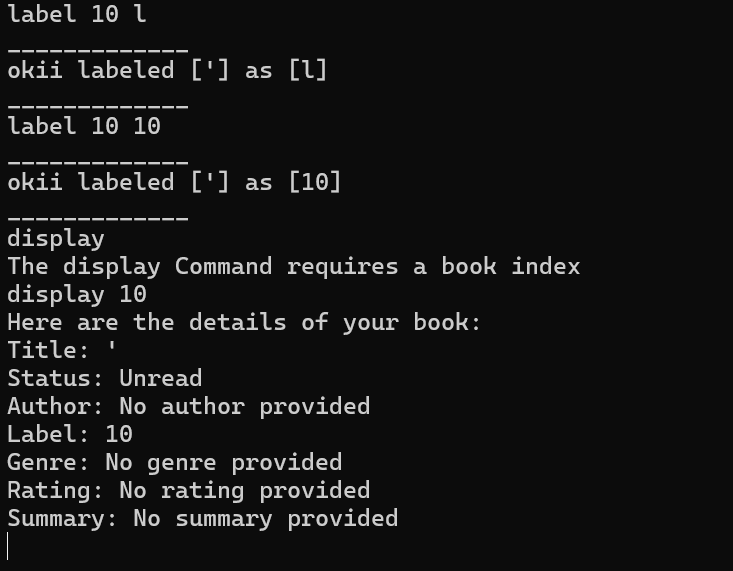 label 10 l
_____________
okii labeled ['] as [l]
_____________
label 10 10
_____________
okii labeled ['] as [10]
_____________
display
The display Command requires a book index
display 10
Here are the details of your book:
Title: '
Status: Unread
Author: No author provided
Label: 10
Genre: No genre provided
Rating: No rating provided
Summary: No summary provided